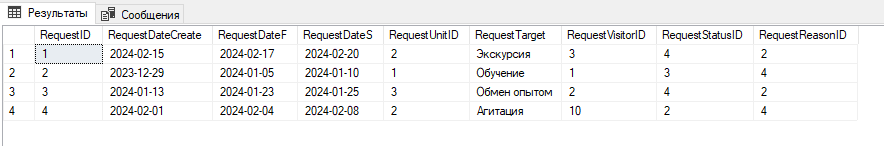 Результаты Сообщения
RequestID RequestDateCreate RequestDateF RequestDateS RequestUnitID RequestTarget RequestVisitorID RequestStatusID RequestReasonID
1 1 2024-02-15 2024-02-17 2024-02-20 2 Экскурсия 3 4 2
2 2 2023-12-29 2024-01-05 2024-01-10 1 Обучение 1 3 4
3 3 2024-01-13 2024-01-23 2024-01-25 3 Обмен опытом 2 4 2
4 4 2024-02-01 2024-02-04 2024-02-08 2 Агитация 10 2 4